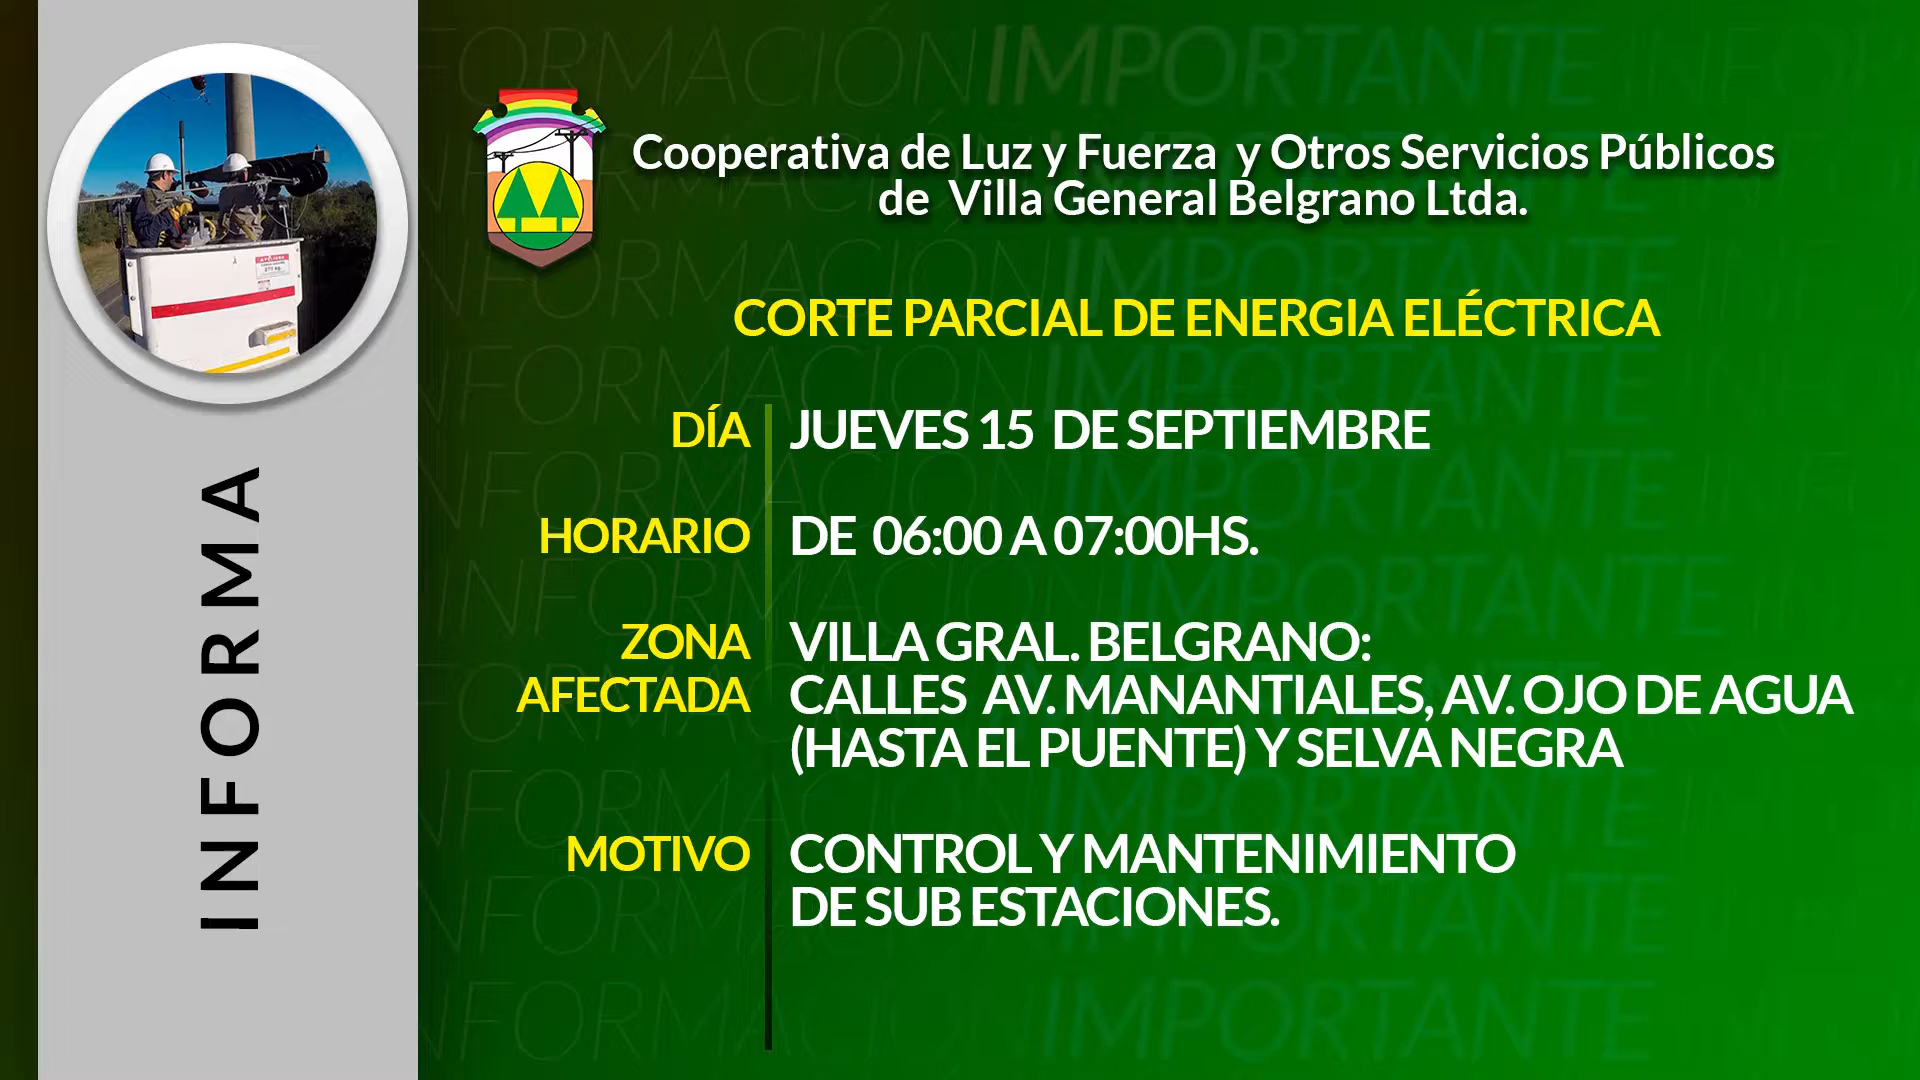 INFORMA
Cooperativa de Luz y Fuerza y Otros Servicios Públicos
de Villa General Belgrano Ltda.
CORTE PARCIAL DE ENERGIA ELÉCTRICA
DÍA JUEVES 15 DE SEPTIEMBRE
HORARIO DE 06:00 A 07:00HS.
ZONA VILLA GRAL. BELGRANO:
AFECTADA CALLES AV. MANANTIALES, AV. OJO DE AGUA
(HASTA EL PUENTE) Y SELVA NEGRA
MOTIVO CONTROL Y MANTENIMIENTO
DE SUB ESTACIONES.